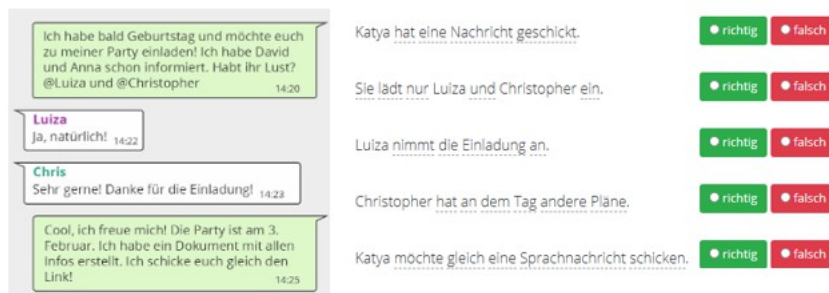 Ich habe bald Geburtstag und möchte euch
zu meiner Party einladen! Ich habe David
und Anna schon informiert. Habt ihr Lust?
@Luiza und @Christopher
14:20
Luiza
Ja, natürlich! 14:22
Chris
Sehr gerne! Danke für die Einladung! 14:23
Cool, ich freue mich! Die Party ist am 3.
Februar. Ich habe ein Dokument mit allen
Infos erstellt. Ich schicke euch gleich den
Link!
14:25
Katya hat eine Nachricht geschickt. richtig falsch
Sie lädt nur Luiza und Christopher ein. richtig falsch
Luiza nimmt die Einladung an. richtig falsch
Christopher hat an dem Tag andere Pläne. richtig falsch
Katya möchte gleich eine Sprachnachricht schicken. richtig falsch